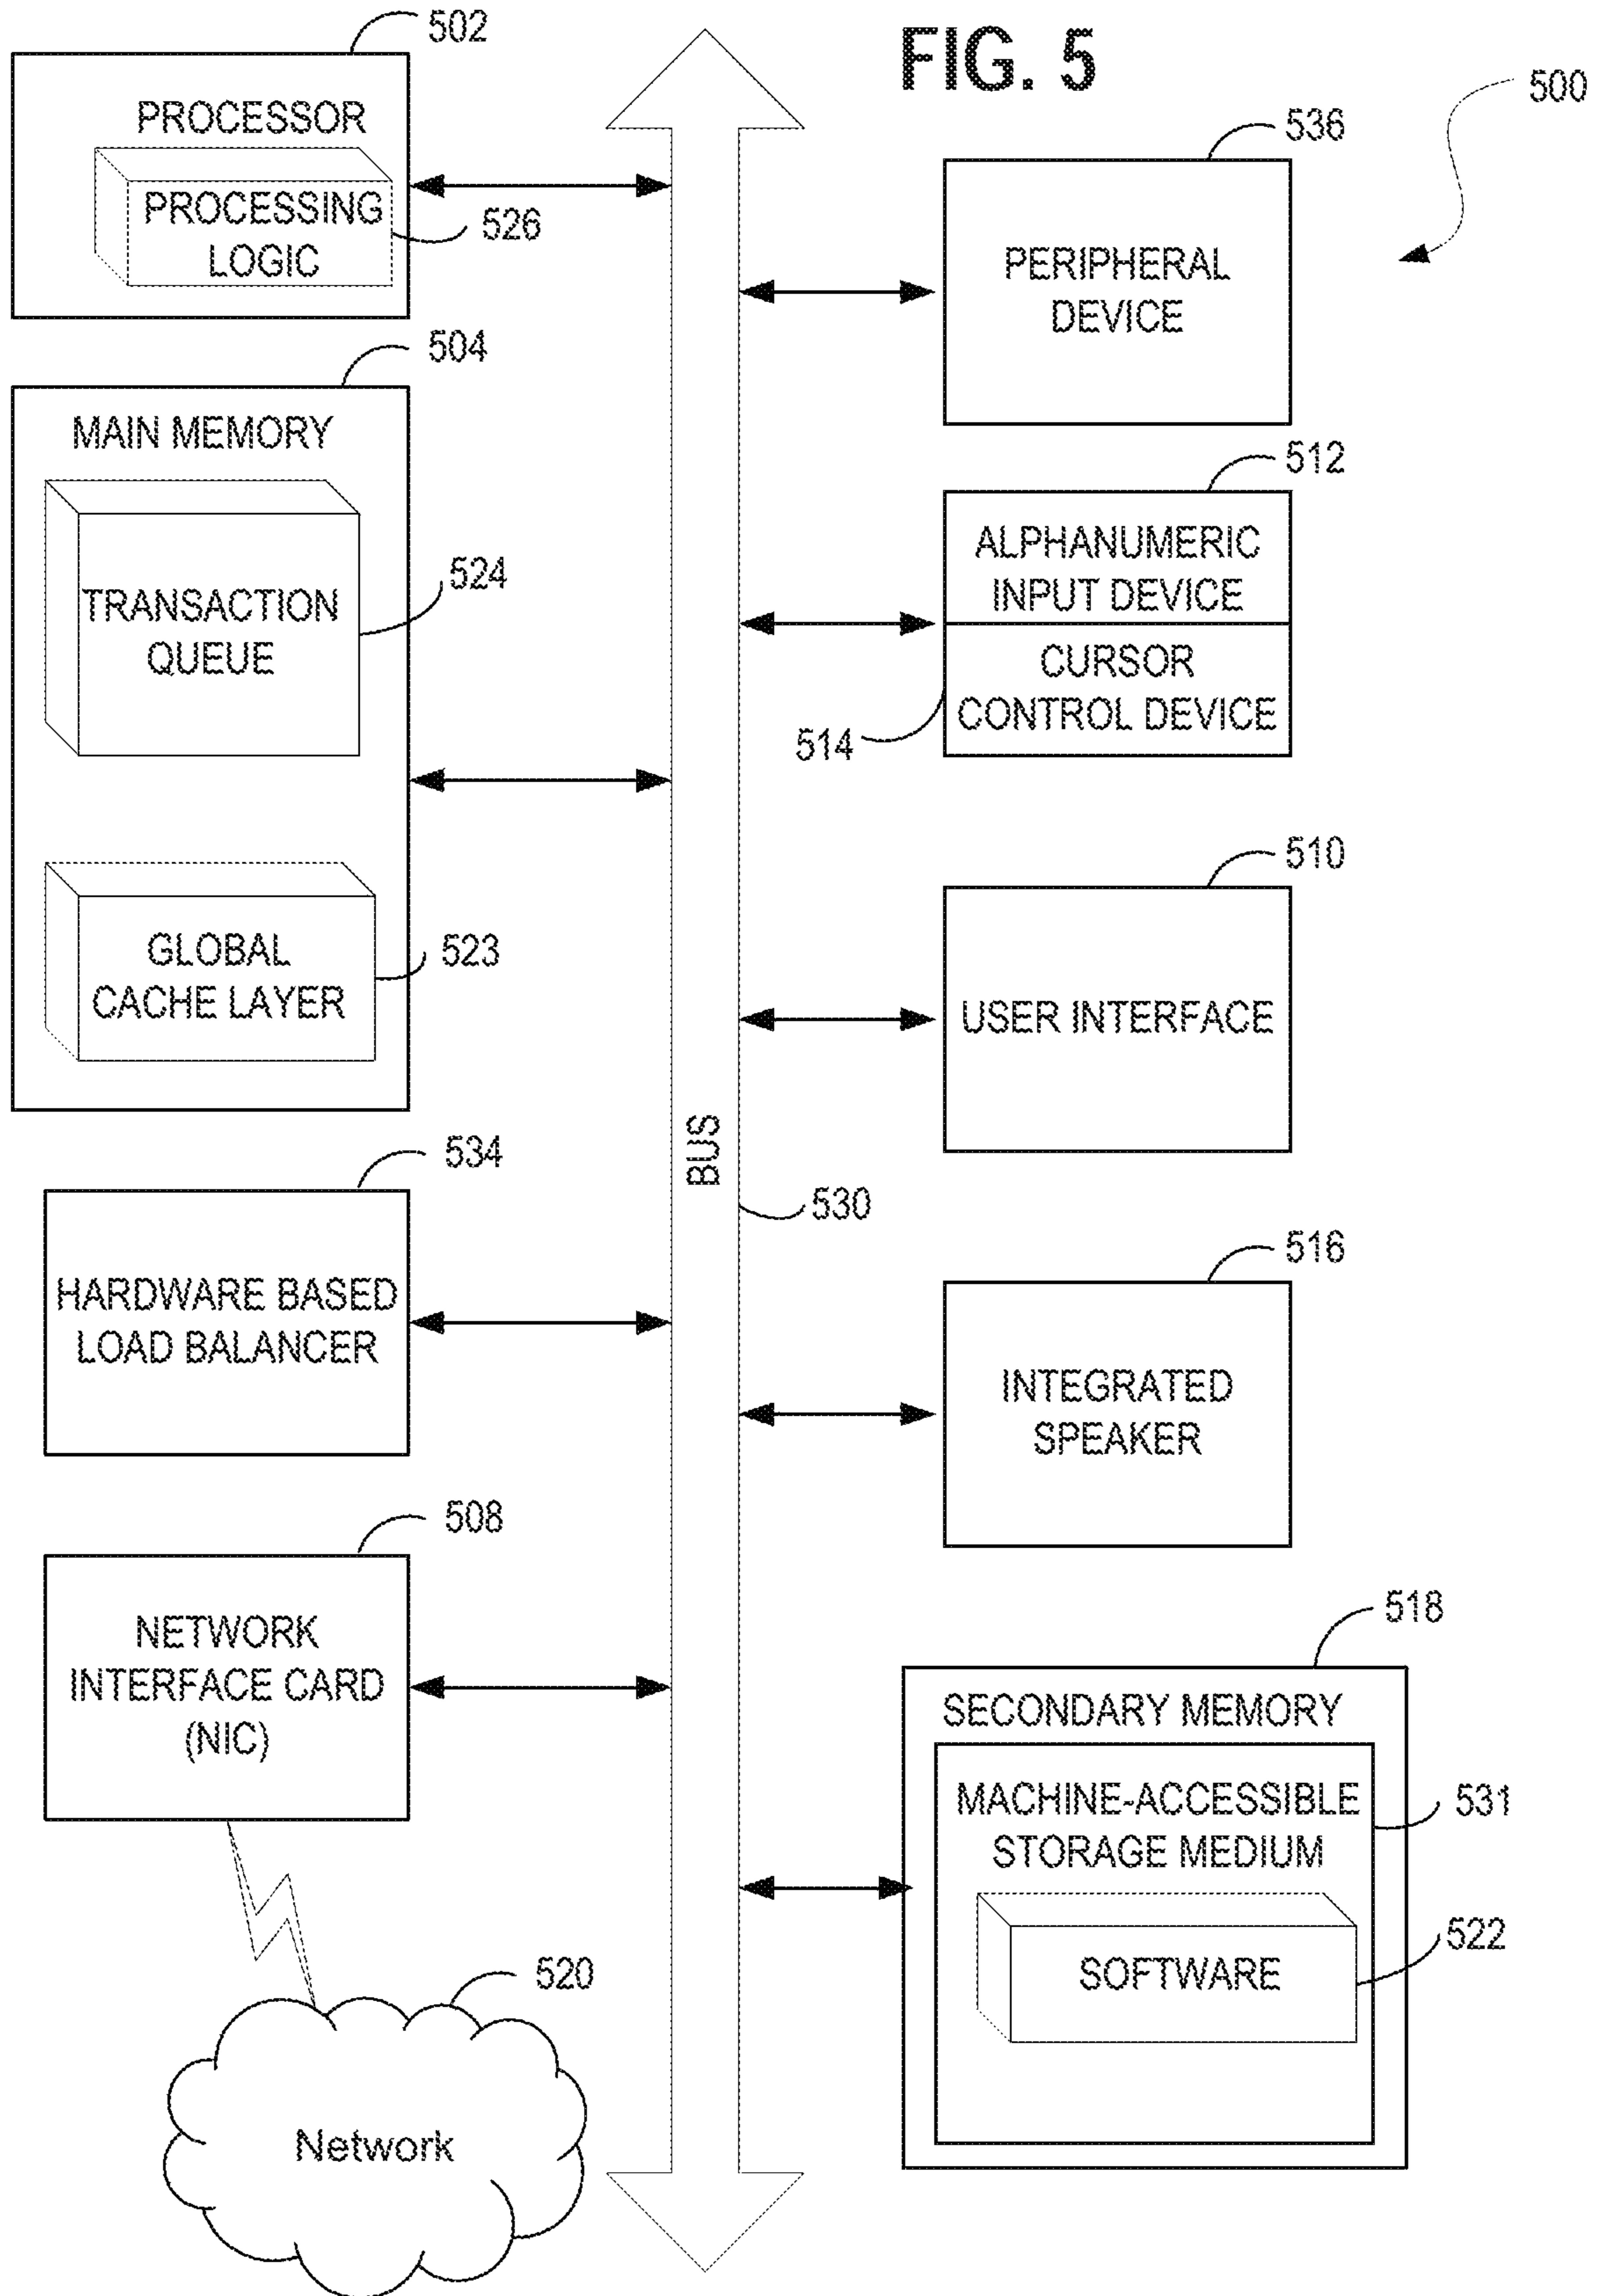 FIG. 5
500
502
PROCESSOR
PROCESSING
LOGIC
526
504
MAIN MEMORY
TRANSACTION
QUEUE
524
GLOBAL
CACHE LAYER
523
534
HARDWARE BASED
LOAD BALANCER
508
NETWORK
INTERFACE CARD
(NIC)
520
Network
BUS
530
536
PERIPHERAL
DEVICE
512
ALPHANUMERIC
INPUT DEVICE
CURSOR
CONTROL DEVICE
514
510
USER INTERFACE
516
INTEGRATED
SPEAKER
518
SECONDARY MEMORY
MACHINE-ACCESSIBLE
STORAGE MEDIUM
531
SOFTWARE
522